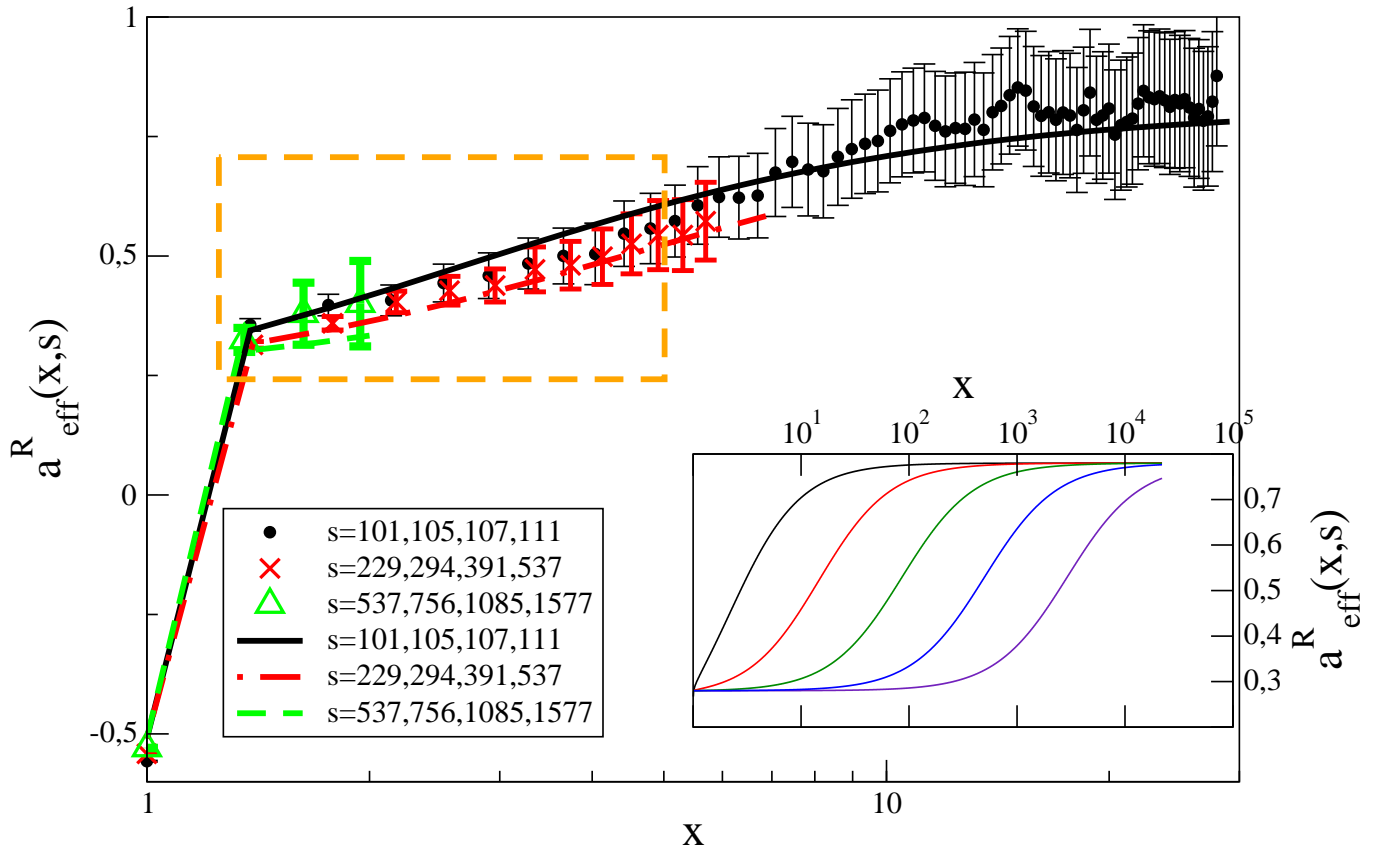 1
0,5
0
-0,5
a^R_eff(x,s)
1
10
x
s=101,105,107,111
s=229,294,391,537
s=537,756,1085,1577
s=101,105,107,111
s=229,294,391,537
s=537,756,1085,1577
x
10^1 10^2 10^3 10^4 10^5
0,7
0,6
0,5
0,4
0,3
a^R_eff(x,s)